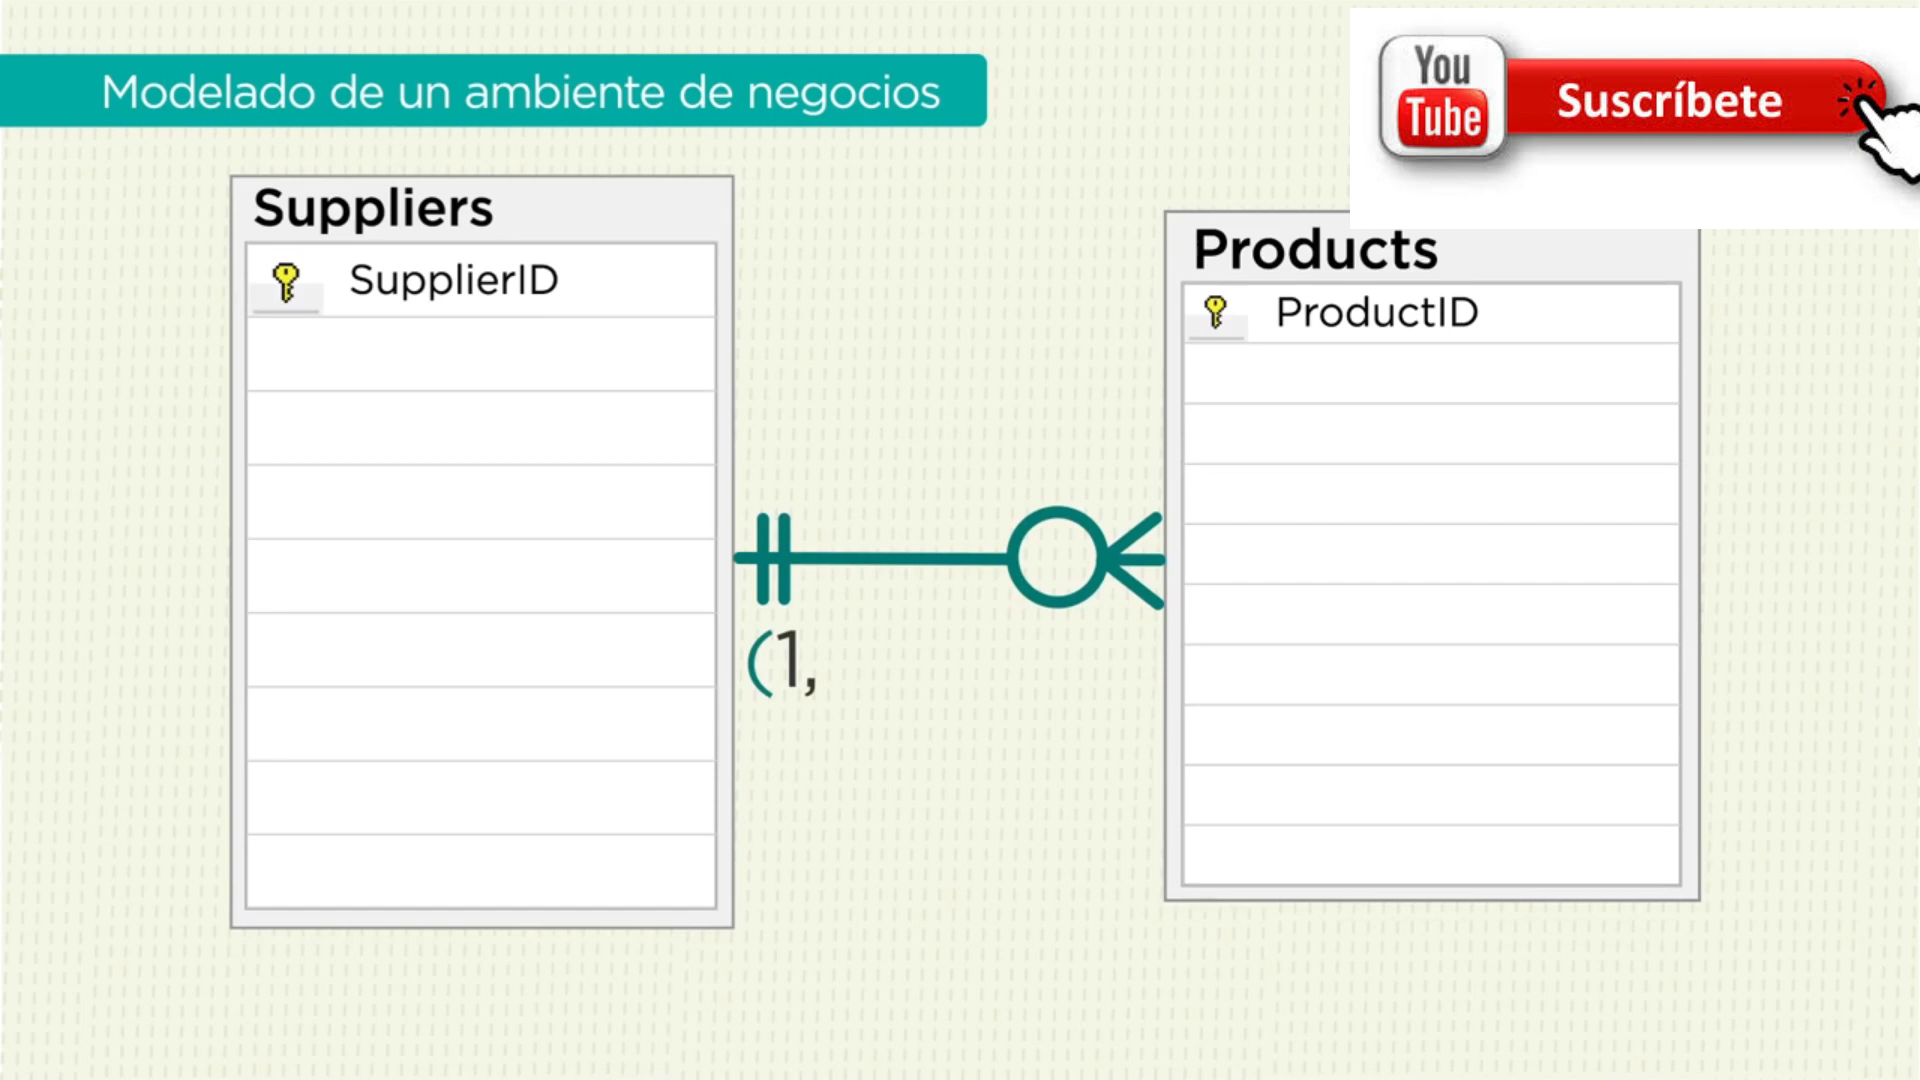 Modelado de un ambiente de negocios
You
Tube
Suscríbete
Suppliers
SupplierID
Products
ProductID
(1,